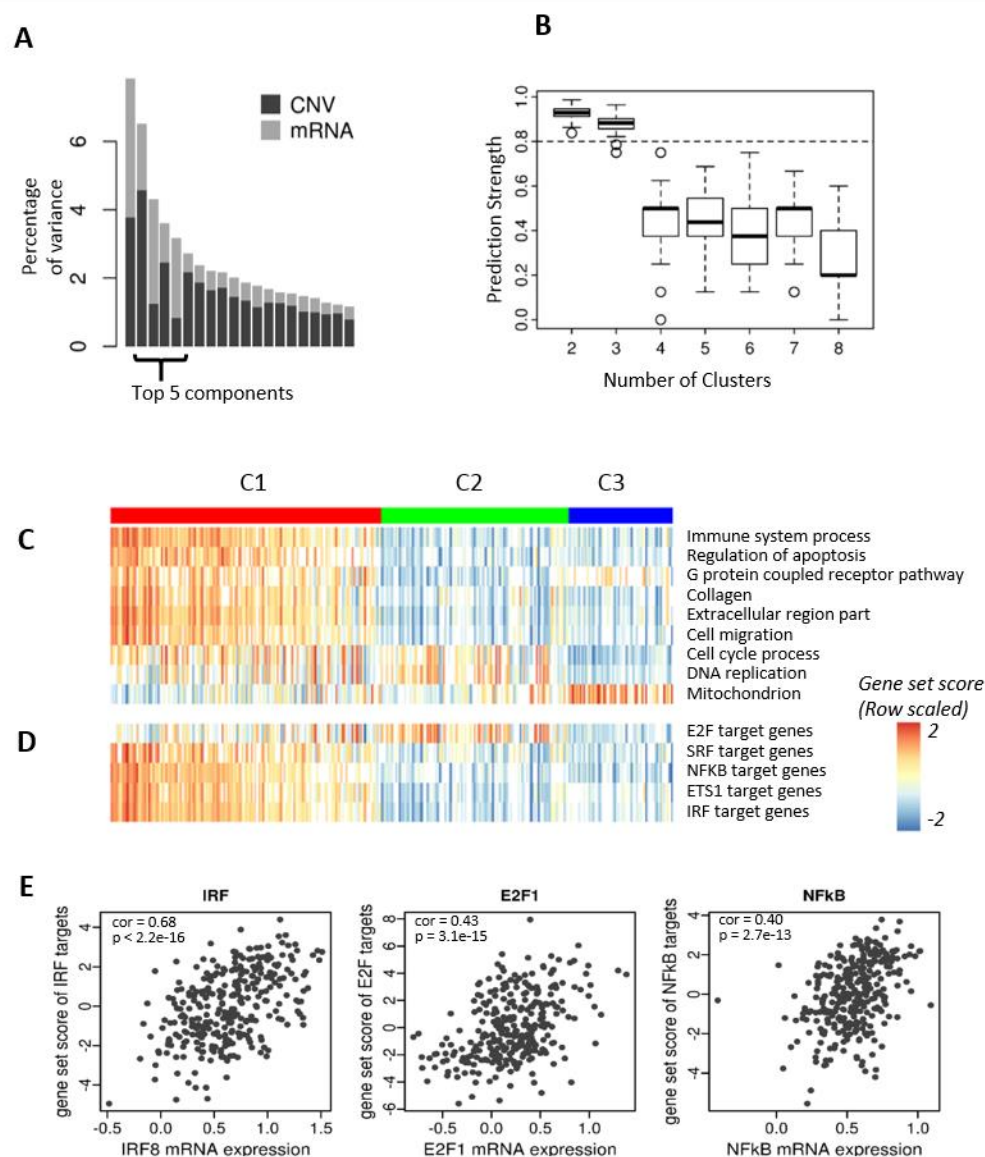 A
CNV
mRNA
Percentage
of variance
0
2
4
6
Top 5 components
B
Prediction Strength
1.0
0.8
0.6
0.4
0.2
0.0
2 3 4 5 6 7 8
Number of Clusters
C1 C2 C3
C
Immune system process
Regulation of apoptosis
G protein coupled receptor pathway
Collagen
Extracellular region part
Cell migration
Cell cycle process
DNA replication
Mitochondrion
D
E2F target genes
SRF target genes
NFKB target genes
ETS1 target genes
IRF target genes
Gene set score
(Row scaled)
2
-2
E
IRF
cor = 0.68
p < 2.2e-16
gene set score of IRF targets
4
2
0
-2
-4
-0.5 0.0 0.5 1.0 1.5
IRF8 mRNA expression
E2F1
cor = 0.43
p = 3.1e-15
gene set score of E2F targets
8
6
4
2
0
-2
-4
-6
-0.5 0.0 0.5 1.0
E2F1 mRNA expression
NFkB
cor = 0.40
p = 2.7e-13
gene set score of NFkB targets
4
2
0
-2
-4
0.0 0.5 1.0
NFkB mRNA expression